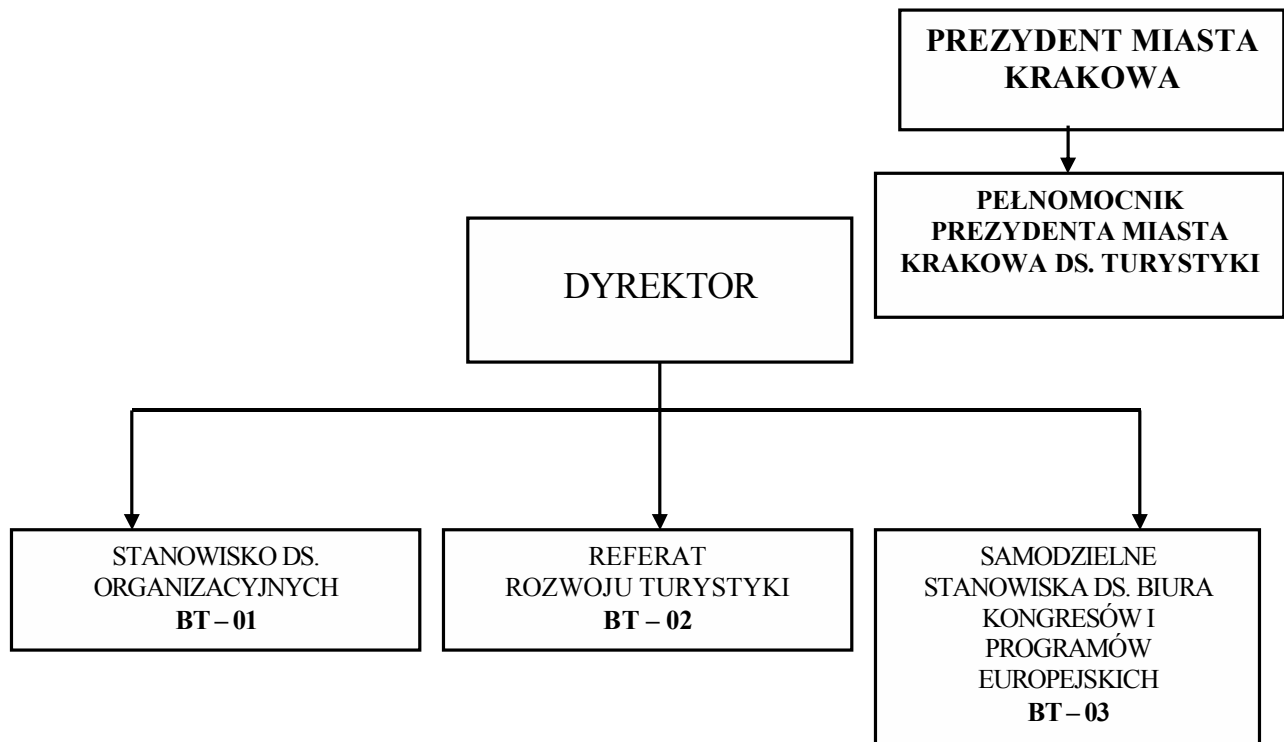 PREZYDENT MIASTA
KRAKOWA
PEŁNOMOCNIK
PREZYDENTA MIASTA
KRAKOWA DS. TURYSTYKI
DYREKTOR
STANOWISKO DS.
ORGANIZACYJNYCH
BT – 01
REFERAT
ROZWOJU TURYSTYKI
BT – 02
SAMODZIELNE
STANOWISKA DS. BIURA
KONGRESÓW I
PROGRAMÓW
EUROPEJSKICH
BT – 03